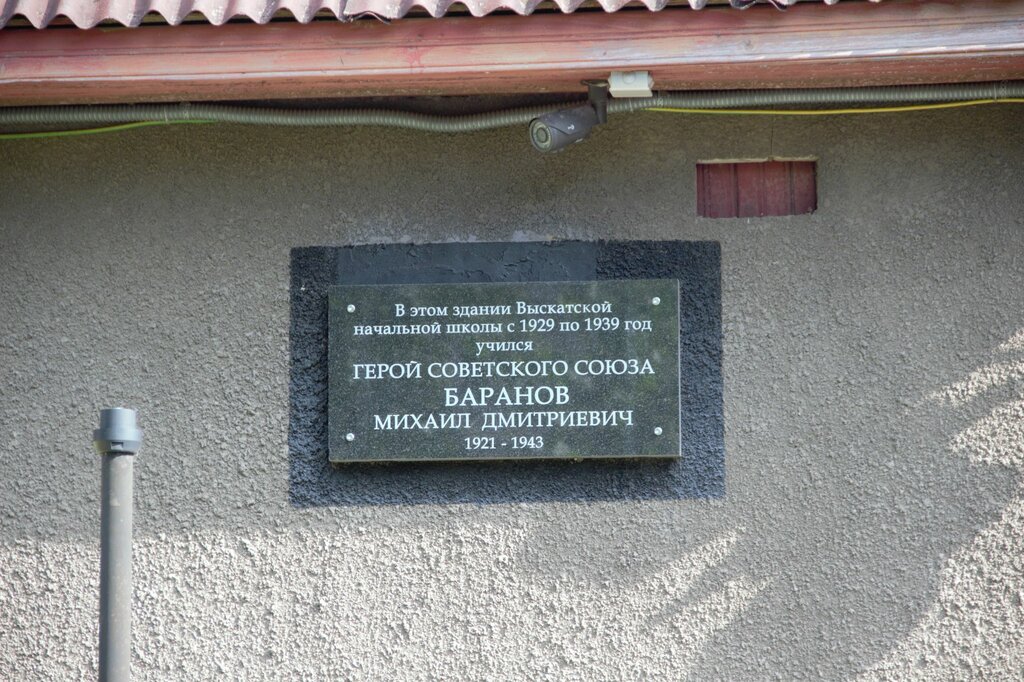 В этом здании Выскатской
начальной школы с 1929 по 1939 год
учился
ГЕРОЙ СОВЕТСКОГО СОЮЗА
БАРАНОВ
МИХАИЛ ДМИТРИЕВИЧ
1921 - 1943